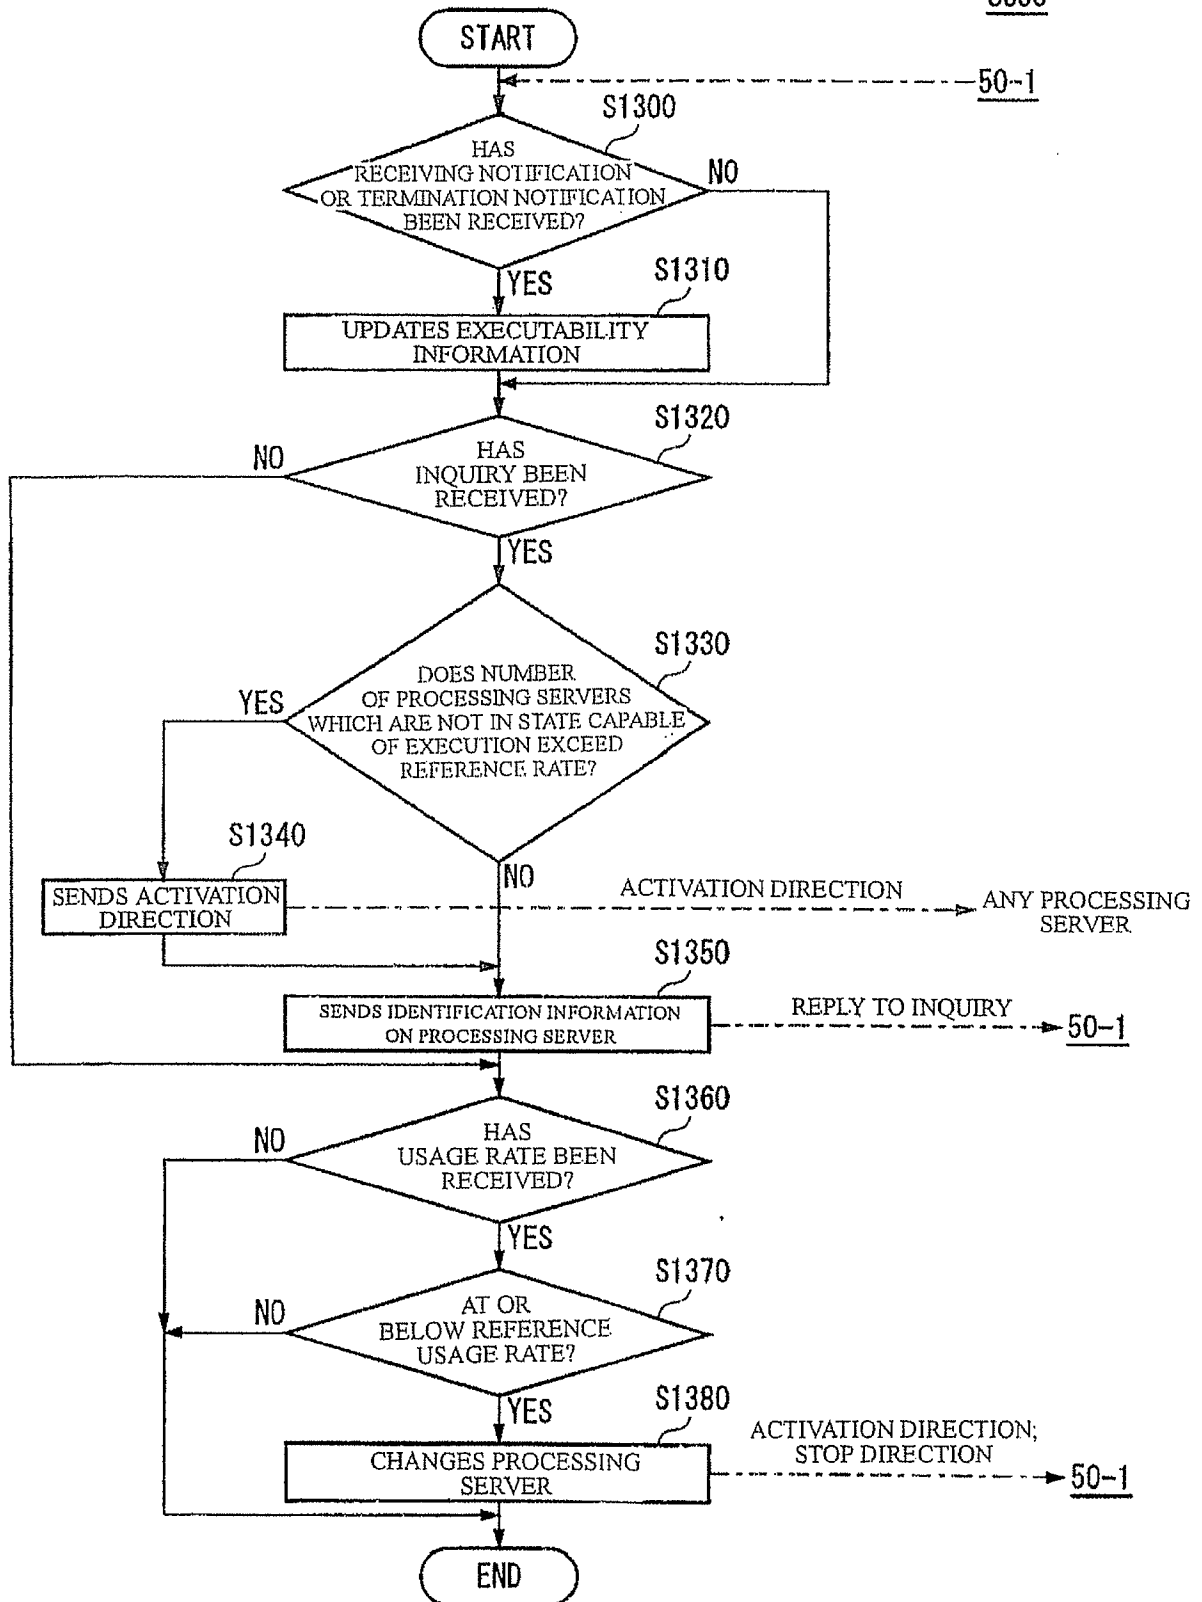 START
50-1
S1300
HAS
RECEIVING NOTIFICATION
OR TERMINATION NOTIFICATION
BEEN RECEIVED?
NO
YES
S1310
UPDATES EXECUTABILITY
INFORMATION
S1320
NO
HAS
INQUIRY BEEN
RECEIVED?
YES
S1330
YES
DOES NUMBER
OF PROCESSING SERVERS
WHICH ARE NOT IN STATE CAPABLE
OF EXECUTION EXCEED
REFERENCE RATE?
S1340
NO
SENDS ACTIVATION
DIRECTION
ACTIVATION DIRECTION
ANY PROCESSING
SERVER
S1350
SENDS IDENTIFICATION INFORMATION
ON PROCESSING SERVER
REPLY TO INQUIRY
50-1
S1360
NO
HAS
USAGE RATE BEEN
RECEIVED?
YES
S1370
NO
AT OR
BELOW REFERENCE
USAGE RATE?
YES
S1380
CHANGES PROCESSING
SERVER
ACTIVATION DIRECTION;
STOP DIRECTION
50-1
END